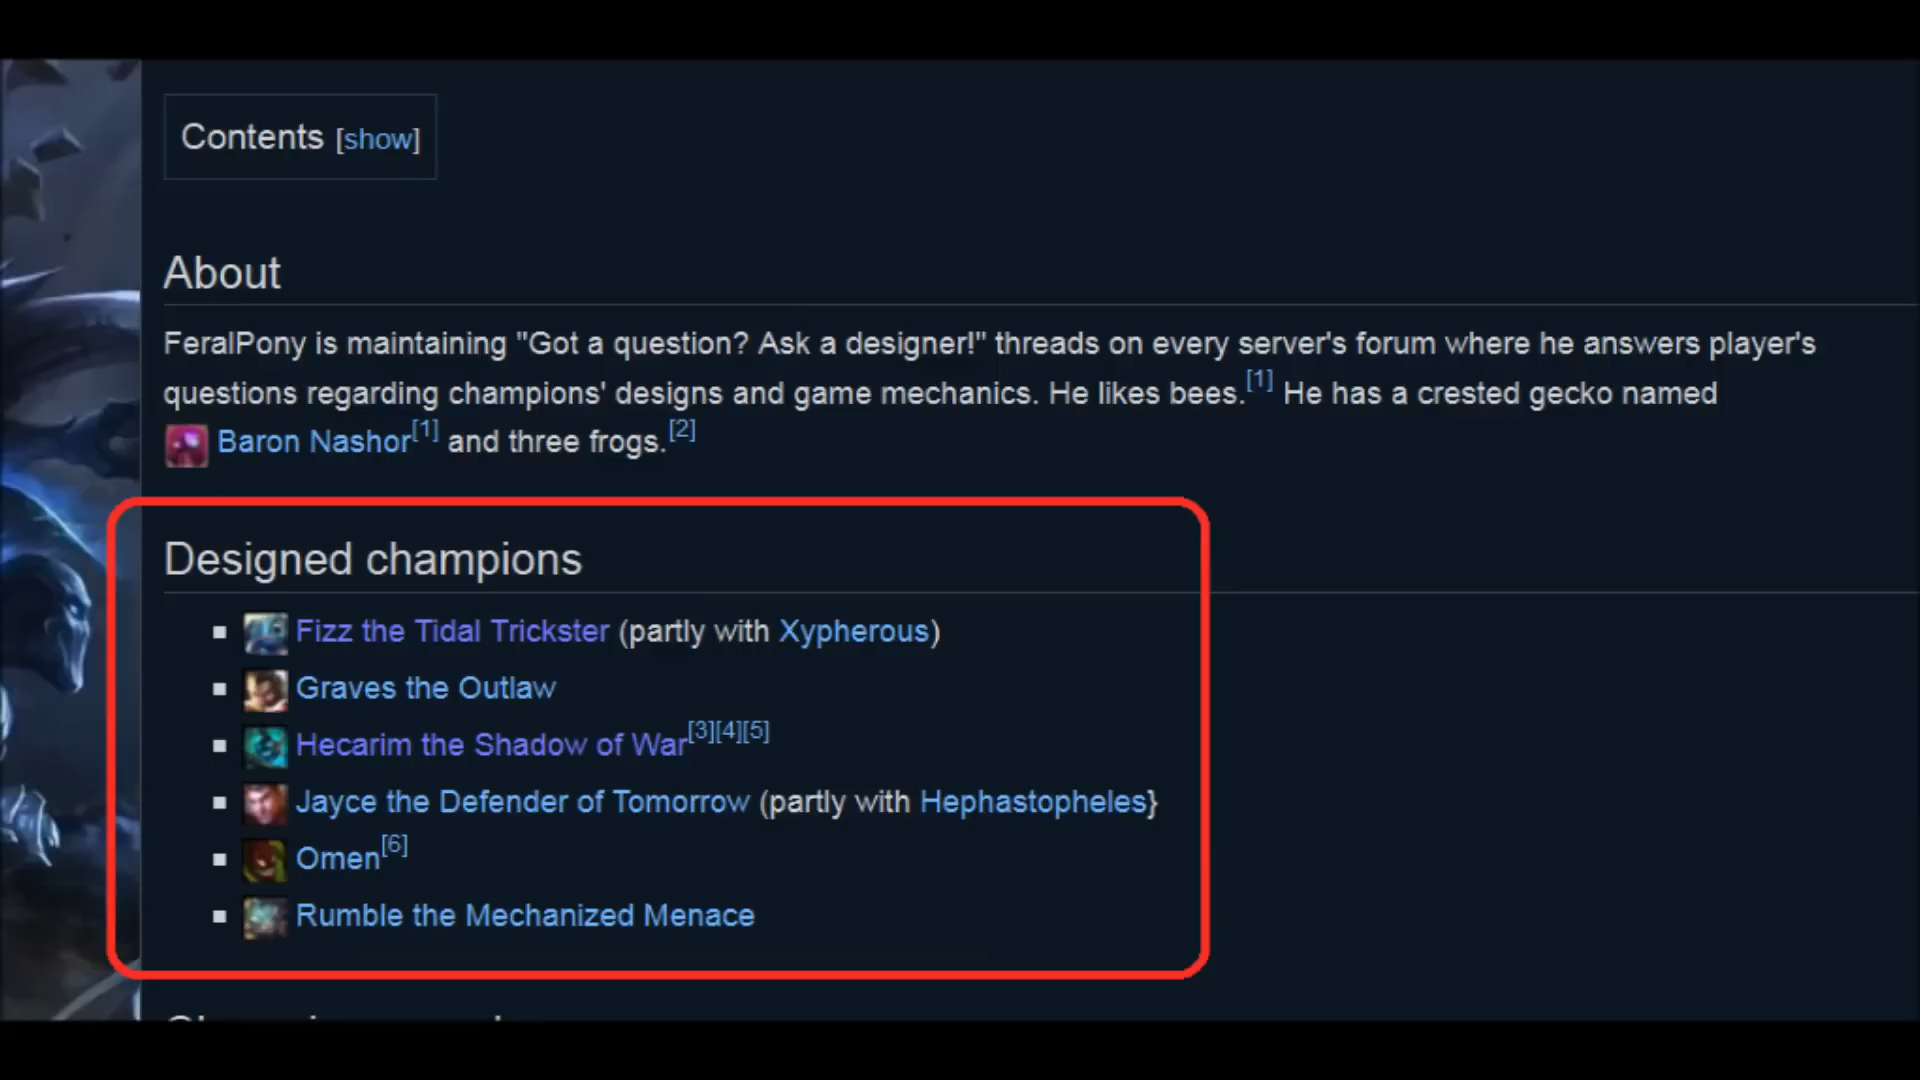 Contents [show]
About
FeralPony is maintaining "Got a question? Ask a designer!" threads on every server's forum where he answers player's
questions regarding champions' designs and game mechanics. He likes bees.[1] He has a crested gecko named
Baron Nashor[1] and three frogs.[2]
Designed champions
Fizz the Tidal Trickster (partly with Xypherous)
Graves the Outlaw
Hecarim the Shadow of War[3][4][5]
Jayce the Defender of Tomorrow (partly with Hephastopheles}
Omen[6]
Rumble the Mechanized Menace